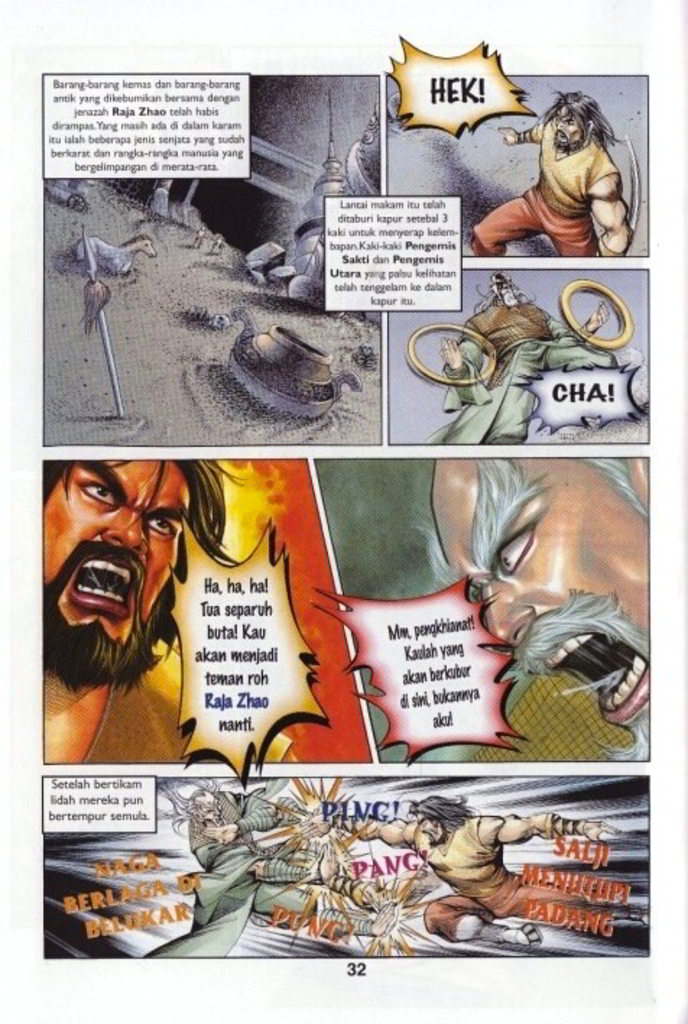 Barang-barang kemas dan barang-barang
antik yang dikebumikan bersama dengan
jenazah Raja Zhao telah habis
dirampas.Yang masih ada di dalam karam
itu ialah beberapa jenis senjata yang sudah
berkarat dan rangka-rangka manusia yang
bergelimpangan di merata-rata.
HEK!
Lantai makam itu telah
ditaburi kapur setebal 3
kaki untuk menyerap kelem-
bapan.Kaki-kaki Pengemis
Sakti dan Pengemis
Utara yang palsu kelihatan
telah tenggelam ke dalam
kapur itu.
CHA!
Ha, ha, ha!
Tua separuh
buta! Kau
akan menjadi
teman roh
Raja Zhao
nanti.
Mm, pengkhianat!
Kaulah yang
akan berkubur
di sini, bukannya
aku!
Setelah bertikam
lidah mereka pun
bertempur semula.
PING!
PANG!
PUNG!
NAGA
BERLAGA DI
BELUKAR
SALJI
MENUTUPI
PADANG
32